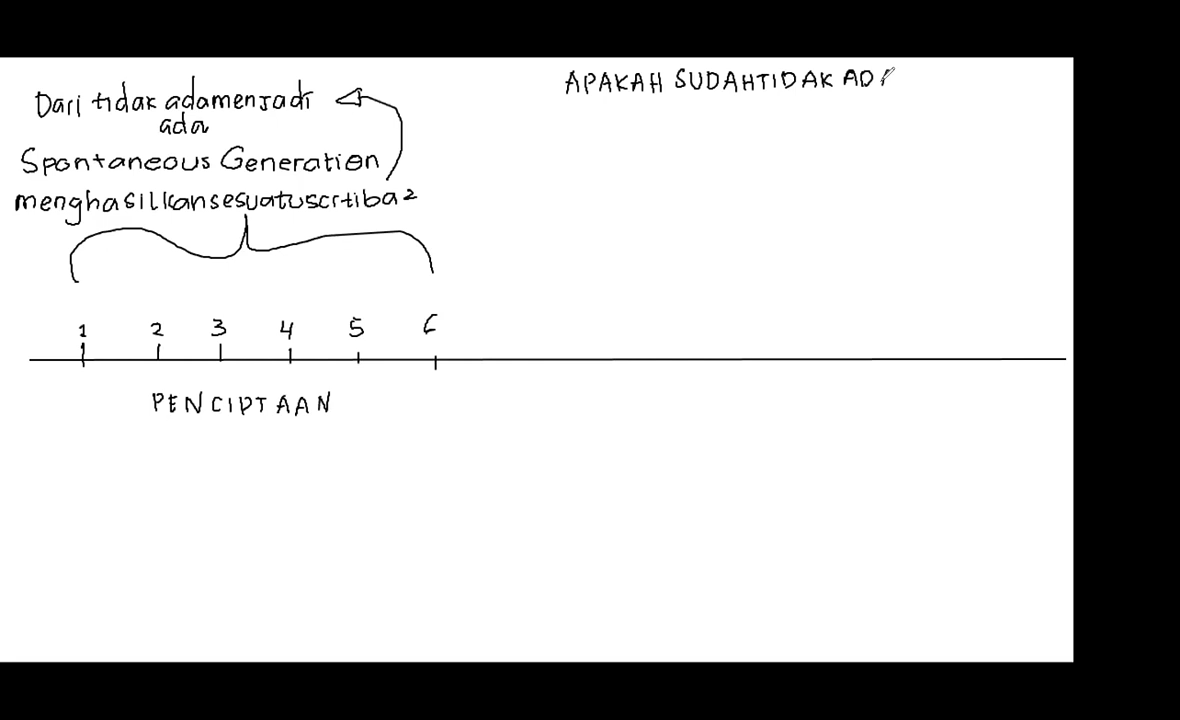 Dari tidak adamenjadi
ada
Spontaneous Generation
menghasilkansesuatuscrtiba2
APAKAH SUDAHTIDAK AD
1 2 3 4 5 6
PENCIPTAAN